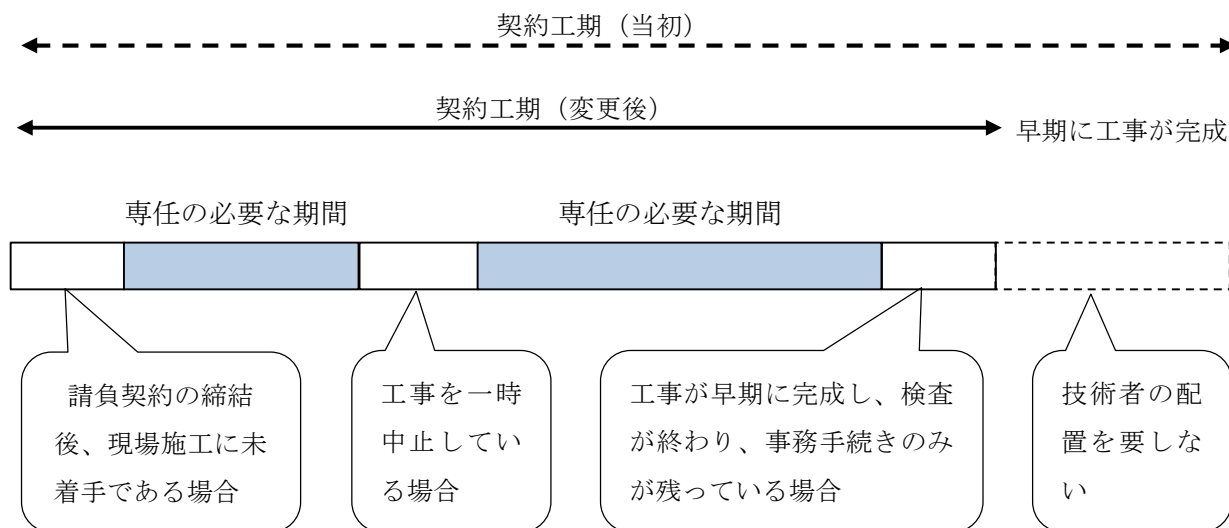 契約工期（当初）
契約工期（変更後）
早期に工事が完成
専任の必要な期間
専任の必要な期間
請負契約の締結
後、現場施工に未
着手である場合
工事を一時
中止してい
る場合
工事が早期に完成し、検査
が終わり、事務手続きのみ
が残っている場合
技術者の配
置を要しな
い